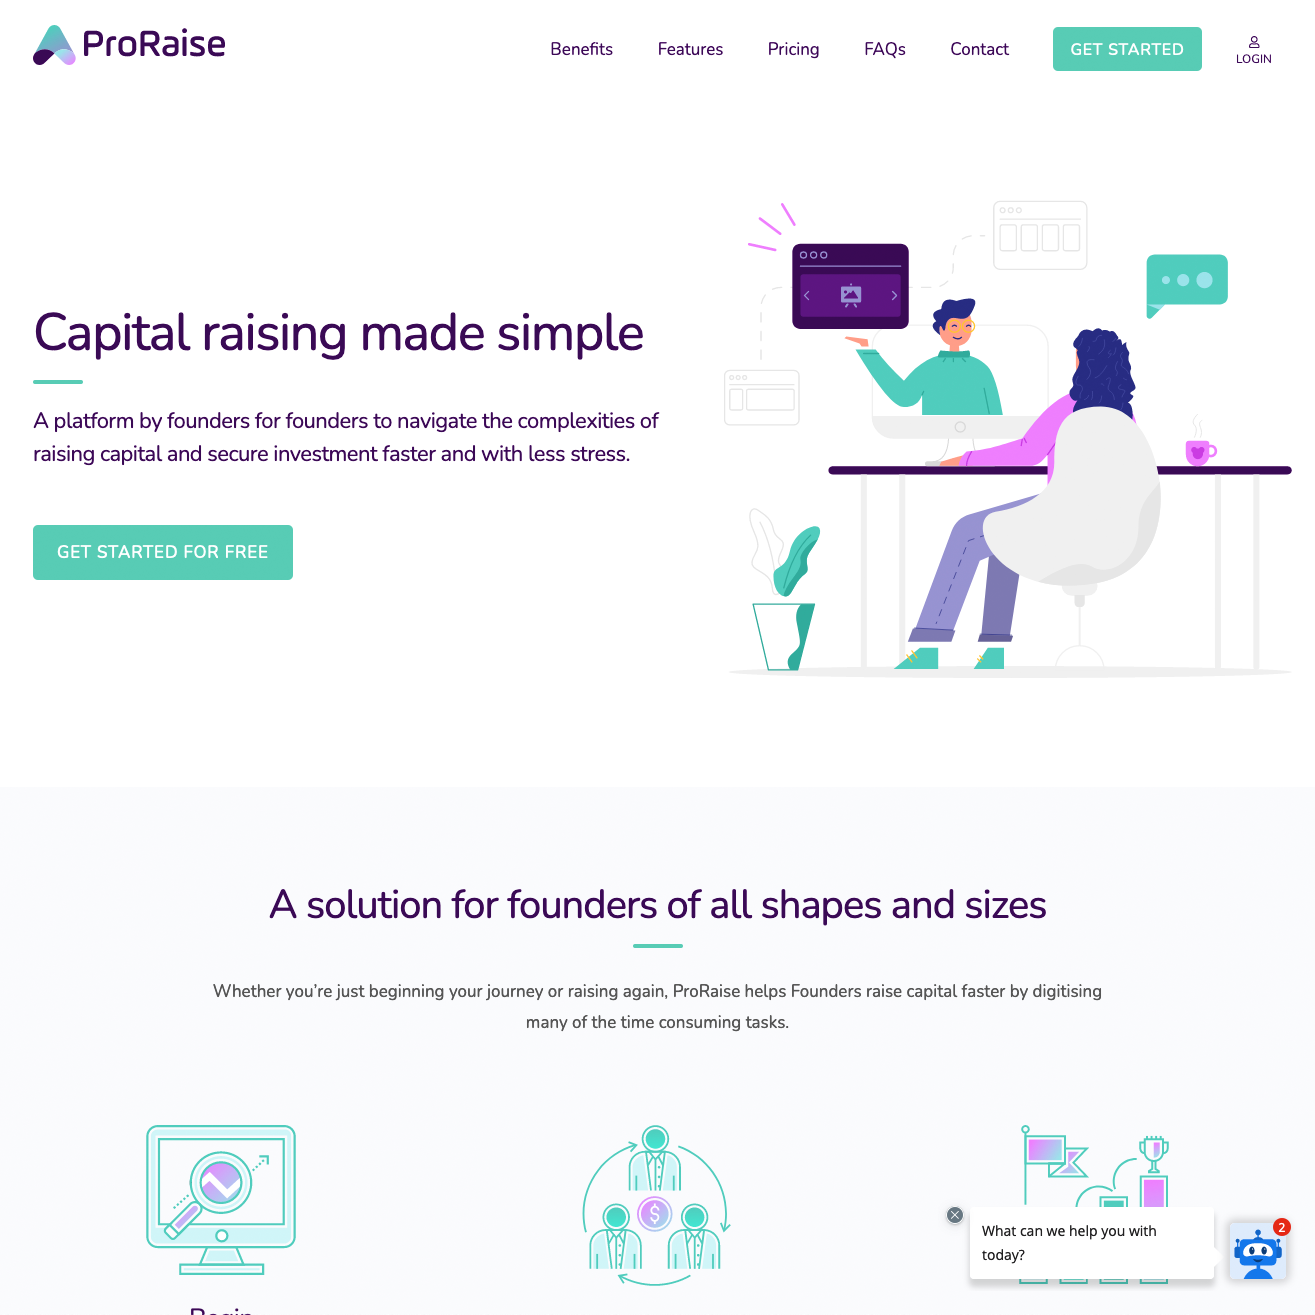 ProRaise
Benefits
Features
Pricing
FAQs
Contact
GET STARTED
LOGIN
Capital raising made simple
A platform by founders for founders to navigate the complexities of
raising capital and secure investment faster and with less stress.
GET STARTED FOR FREE
A solution for founders of all shapes and sizes
Whether you’re just beginning your journey or raising again, ProRaise helps Founders raise capital faster by digitising
many of the time consuming tasks.
$
Begin
What can we help you with
today?
2